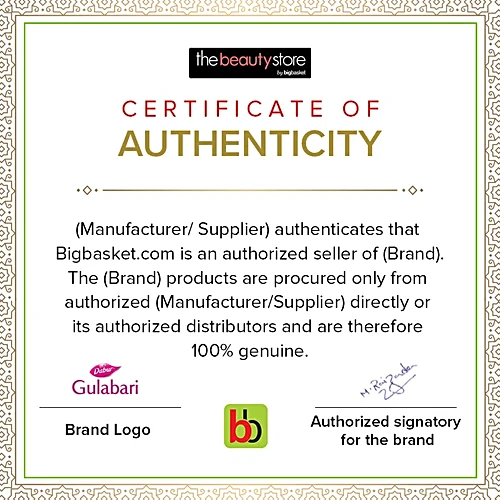 thebeautystore
by bigbasket
CERTIFICATE OF
AUTHENTICITY
(Manufacturer/ Supplier) authenticates that
Bigbasket.com is an authorized seller of (Brand).
The (Brand) products are procured only from
authorized (Manufacturer/Supplier) directly or
its authorized distributors and are therefore
100% genuine.
Dabur
Gulabari
Brand Logo
bb
Authorized signatory
for the brand